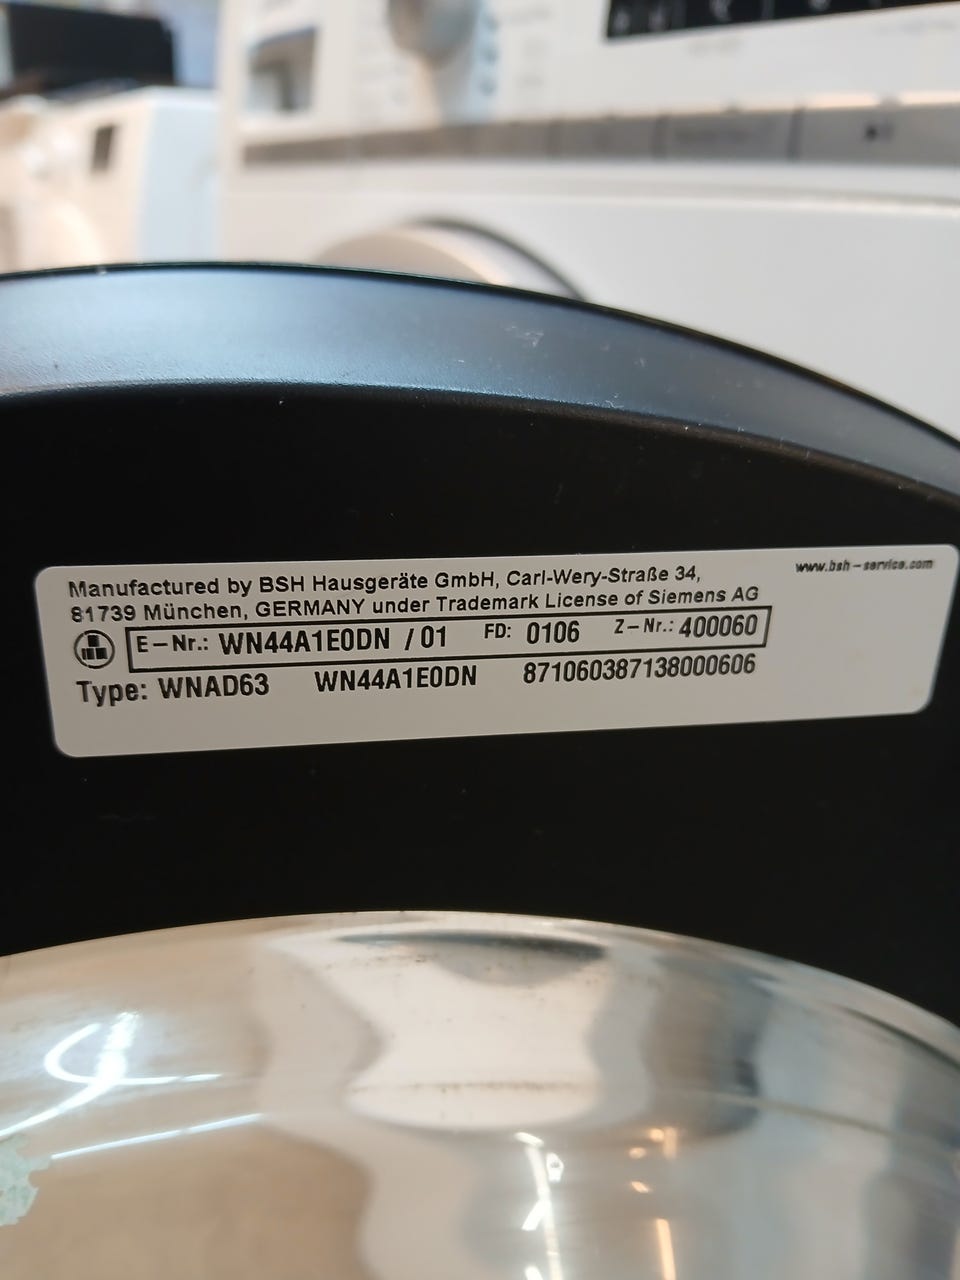 www.bsh-service.com
Manufactured by BSH Hausgeräte GmbH, Carl-Wery-Straße 34,
81739 München, GERMANY under Trademark License of Siemens AG
E-Nr.: WN44A1E0DN / 01 FD: 0106 Z-Nr.: 400060
Type: WNAD63 WN44A1E0DN 871060387138000606